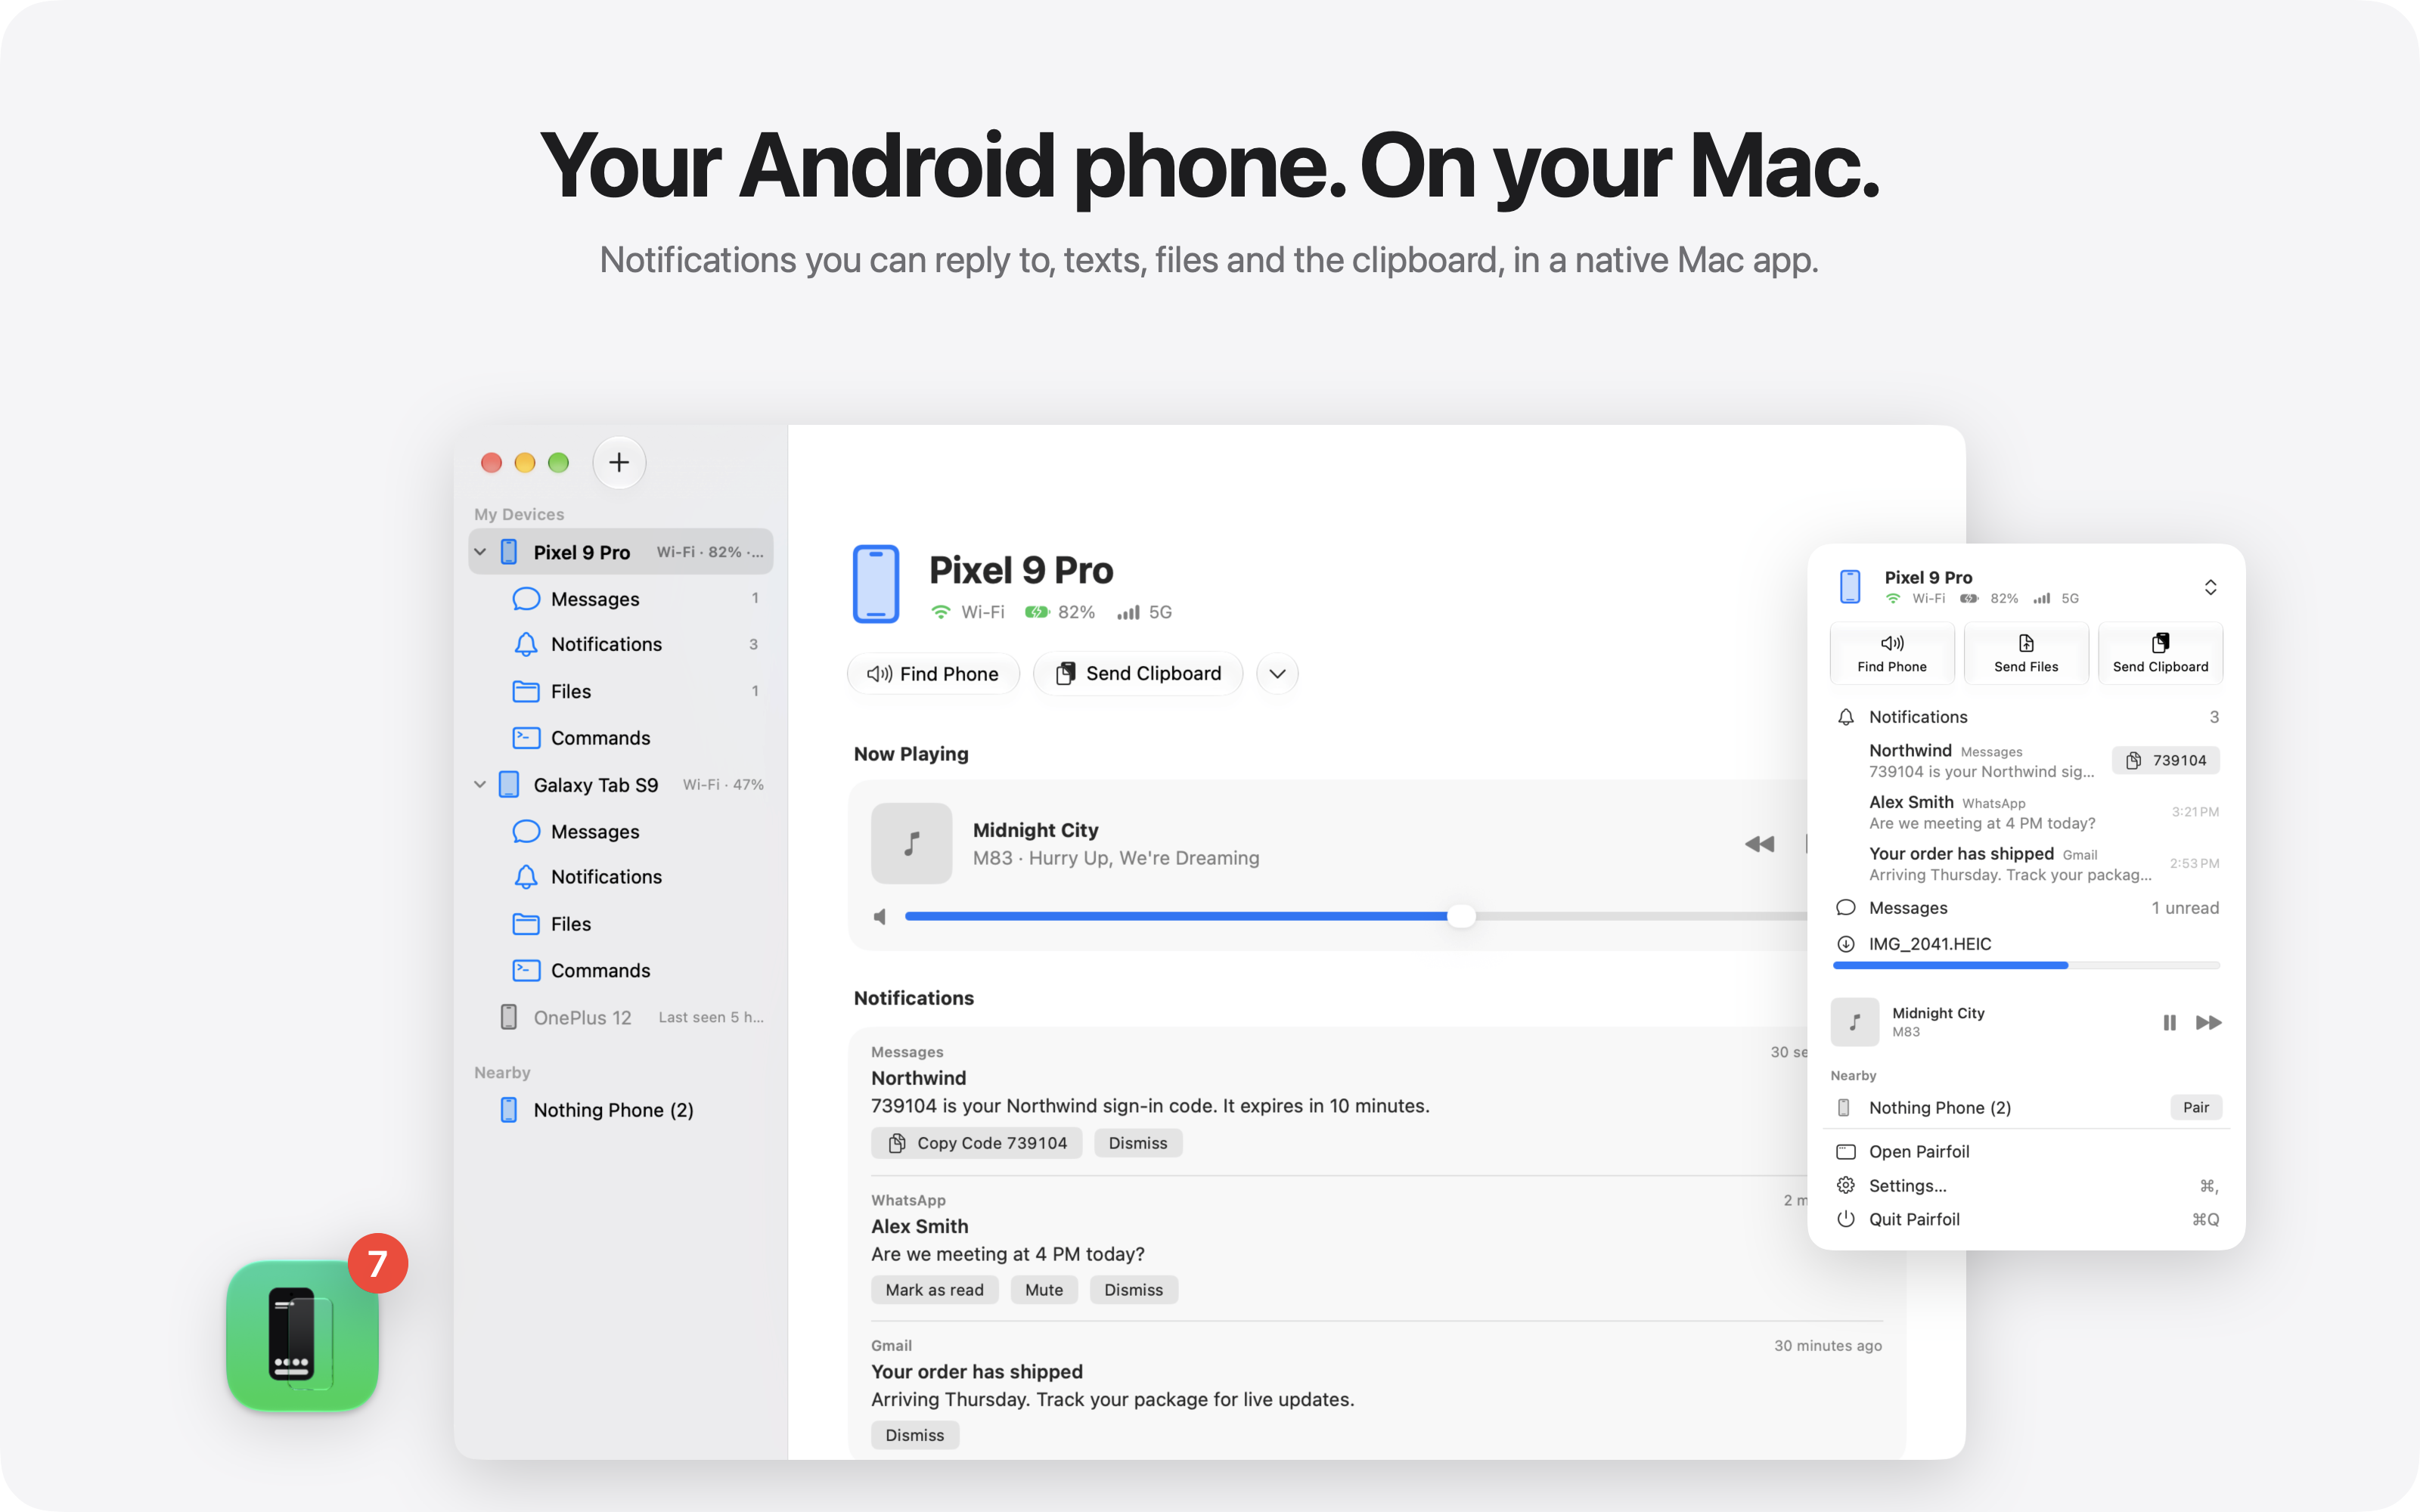 Your Android phone. On your Mac.
Notifications you can reply to, texts, files and the clipboard, in a native Mac app.
My Devices
Pixel 9 Pro Wi-Fi · 82% ·...
Messages 1
Notifications 3
Files 1
Commands
Galaxy Tab S9 Wi-Fi · 47%
Messages
Notifications
Files
Commands
OnePlus 12 Last seen 5 h...
Nearby
Nothing Phone (2)
Pixel 9 Pro
Wi-Fi 82% 5G
Find Phone Send Clipboard
Now Playing
Midnight City
M83 · Hurry Up, We're Dreaming
Notifications
Messages 30 se
Northwind
739104 is your Northwind sign-in code. It expires in 10 minutes.
Copy Code 739104 Dismiss
WhatsApp 2 m
Alex Smith
Are we meeting at 4 PM today?
Mark as read Mute Dismiss
Gmail 30 minutes ago
Your order has shipped
Arriving Thursday. Track your package for live updates.
Dismiss
Pixel 9 Pro
Wi-Fi 82% 5G
Find Phone Send Files Send Clipboard
Notifications 3
Northwind Messages
739104 is your Northwind sig... 739104
Alex Smith WhatsApp
Are we meeting at 4 PM today? 3:21 PM
Your order has shipped Gmail
Arriving Thursday. Track your packag... 2:53 PM
Messages 1 unread
IMG_2041.HEIC
Midnight City
M83
Nearby
Nothing Phone (2) Pair
Open Pairfoil
Settings... ⌘,
Quit Pairfoil ⌘Q
7